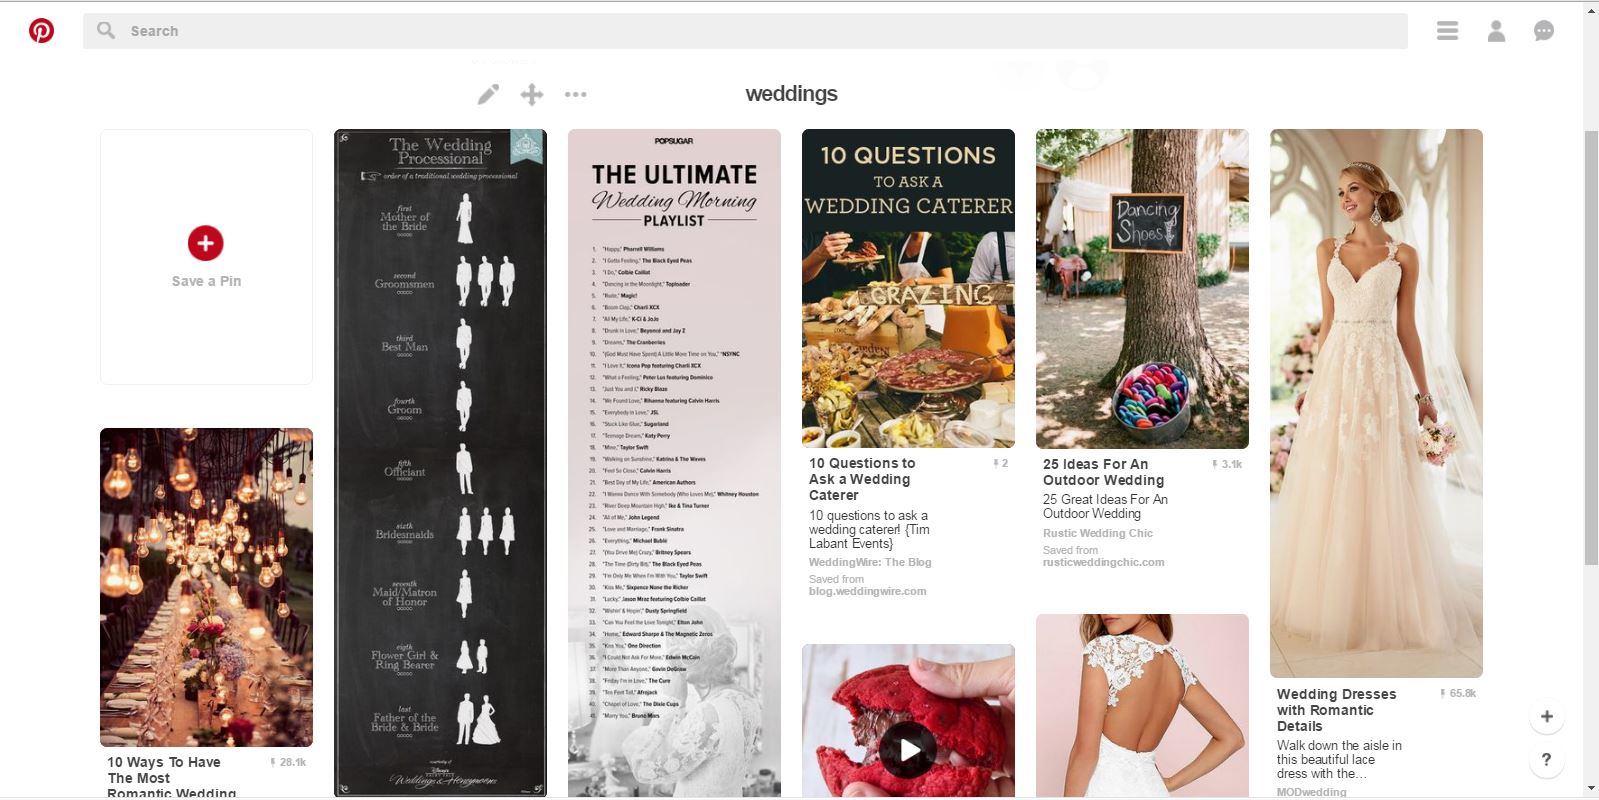 Search
weddings
Save a Pin
10 Ways To Have
The Most
Romantic Wedding
28.1k
The Wedding
Processional
order of a traditional wedding processional
first
Mother of
the Bride
second
Groomsmen
third
Best Man
fourth
Groom
fifth
Officiant
sixth
Bridesmaids
seventh
Maid/Matron
of Honor
eigth
Flower Girl &
Ring Bearer
last
Father of the
Bride & Bride
courtesy of
Disney's
Weddings & Honeymoons
POPSUGAR
THE ULTIMATE
Wedding Morning
PLAYLIST
1. "Happy," Pharrell Williams
2. "I Gotta Feeling," The Black Eyed Peas
3. "I Do," Colbie Caillat
4. "Dancing in the Moonlight," Toploader
5. "Rude," Magic!
6. "Boom Clap," Charli XCX
7. "All My Life," K-Ci & JoJo
8. "Drunk in Love," Beyoncé and Jay Z
9. "Dreams," The Cranberries
10. "(God Must Have Spent) A Little More Time on You," *NSYNC
11. "I Love It," Icona Pop featuring Charli XCX
12. "What a Feeling," Peter Luts featuring Dominico
13. "Just You and I," Ricky Blaze
14. "We Found Love," Rihanna featuring Calvin Harris
15. "Everybody in Love," JSL
16. "Stuck Like Glue," Sugarland
17. "Teenage Dream," Katy Perry
18. "Mine," Taylor Swift
19. "Walking on Sunshine," Katrina & The Waves
20. "Feel So Close," Calvin Harris
21. "Best Day of My Life," American Authors
22. "I Wanna Dance With Somebody (Who Loves Me)," Whitney Houston
23. "River Deep Mountain High," Ike & Tina Turner
24. "All of Me," John Legend
25. "Love and Marriage," Frank Sinatra
26. "Everything," Michael Bublé
27. "(You Drive Me) Crazy," Britney Spears
28. "The Time (Dirty Bit)," The Black Eyed Peas
29. "I'm Only Me When I'm With You," Taylor Swift
30. "Kiss Me," Sixpence None the Richer
31. "Lucky," Jason Mraz featuring Colbie Caillat
32. "Wishin' & Hopin'," Dusty Springfield
33. "Can You Feel the Love Tonight," Elton John
34. "Home," Edward Sharpe & The Magnetic Zeros
35. "Kiss You," One Direction
36. "I Could Not Ask For More," Edwin McCain
37. "More Than Anyone," Gavin DeGraw
38. "Friday I'm in Love," The Cure
39. "Ten Feet Tall," Afrojack
40. "Chapel of Love," The Dixie Cups
41. "Marry You," Bruno Mars
10 QUESTIONS
TO ASK A
WEDDING CATERER
GRAZING
10 Questions to
Ask a Wedding
Caterer
2
10 questions to ask a
wedding caterer! {Tim
Labant Events}
WeddingWire: The Blog
Saved from
blog.weddingwire.com
Dancing
Shoes
25 Ideas For An
Outdoor Wedding
3.1k
25 Great Ideas For An
Outdoor Wedding
Rustic Wedding Chic
Saved from
rusticweddingchic.com
Wedding Dresses
with Romantic
Details
65.8k
Walk down the aisle in
this beautiful lace
dress with the...
MODwedding
+
?